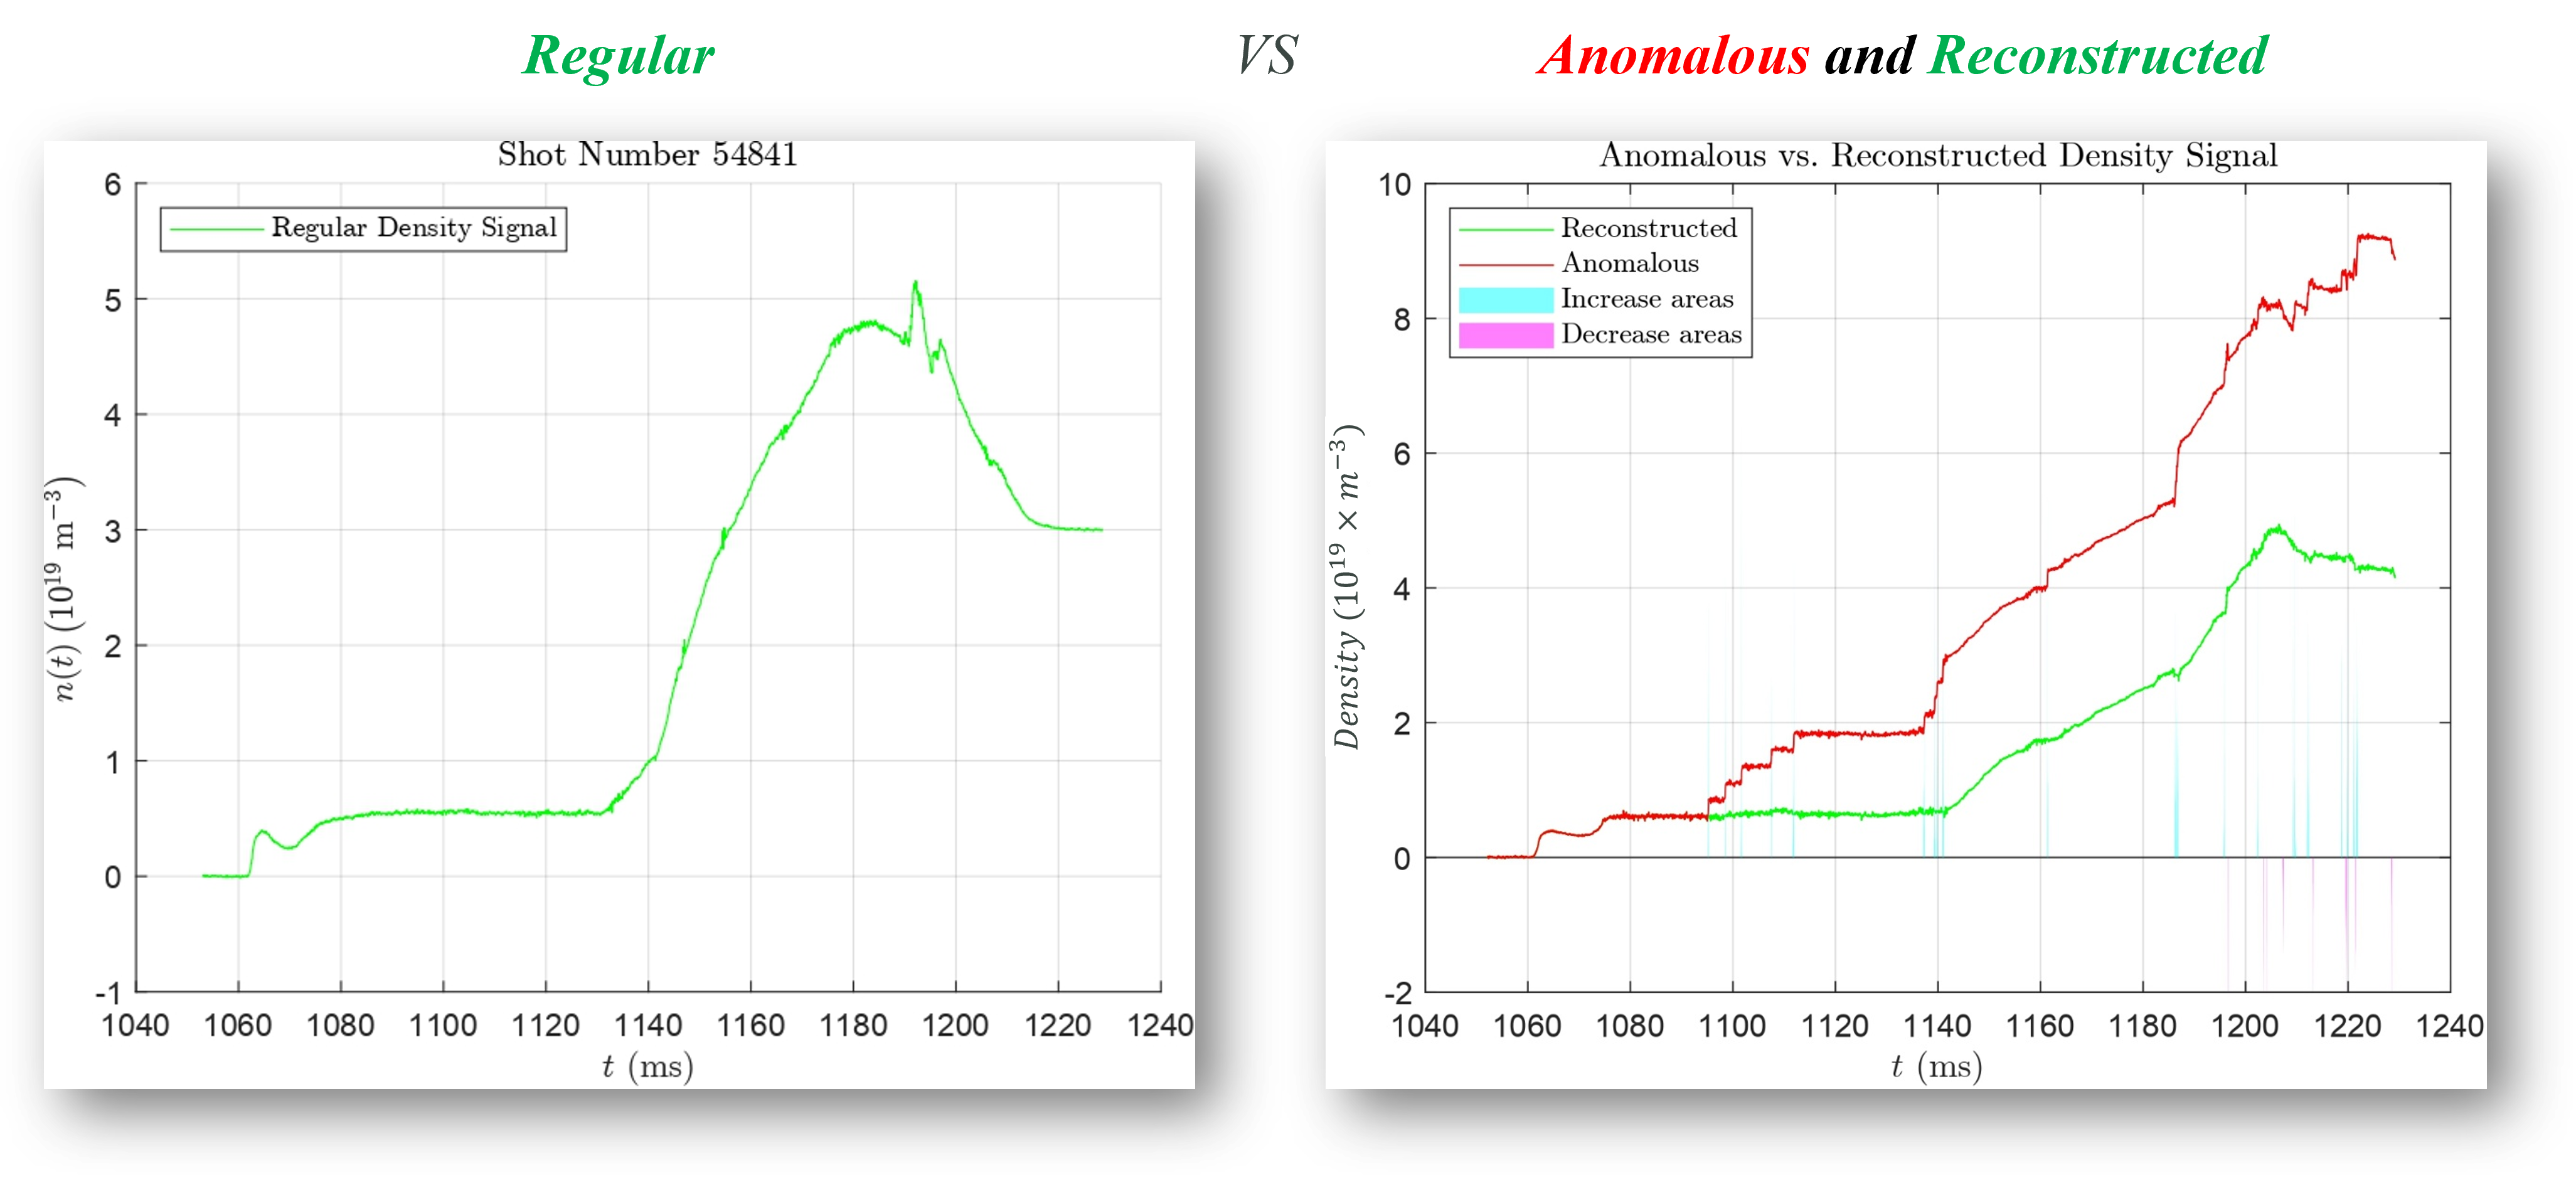 Regular VS Anomalous and Reconstructed
Shot Number 54841
6
5
4
3
2
1
0
-1
Regular Density Signal
n(t) (10^19 m^−3)
1040 1060 1080 1100 1120 1140 1160 1180 1200 1220 1240
t (ms)
Anomalous vs. Reconstructed Density Signal
10
8
6
4
2
0
-2
Reconstructed
Anomalous
Increase areas
Decrease areas
Density (10^19 × m^−3)
1040 1060 1080 1100 1120 1140 1160 1180 1200 1220 1240
t (ms)